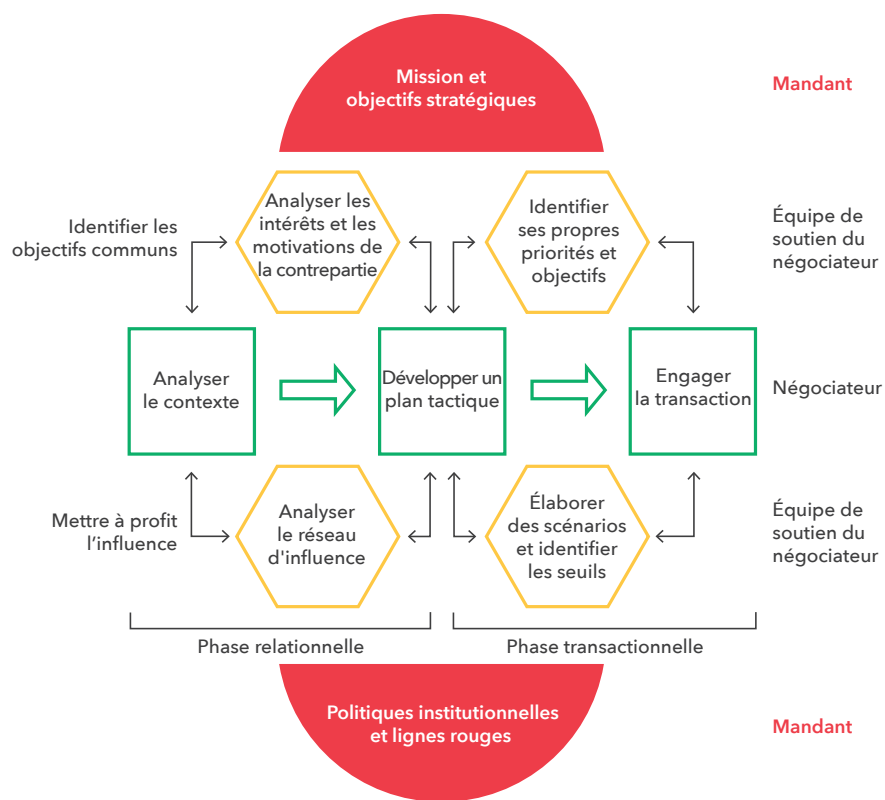 Mission et
objectifs stratégiques
Mandant
Identifier les
objectifs communs
Analyser les
intérêts et les
motivations de
la contrepartie
Identifier
ses propres
priorités et
objectifs
Équipe de
soutien du
négociateur
Analyser
le contexte
Développer un
plan tactique
Engager
la transaction
Négociateur
Mettre à profit
l’influence
Analyser
le réseau
d'influence
Élaborer
des scénarios
et identifier
les seuils
Équipe de
soutien du
négociateur
Phase relationnelle
Phase transactionnelle
Politiques institutionnelles
et lignes rouges
Mandant